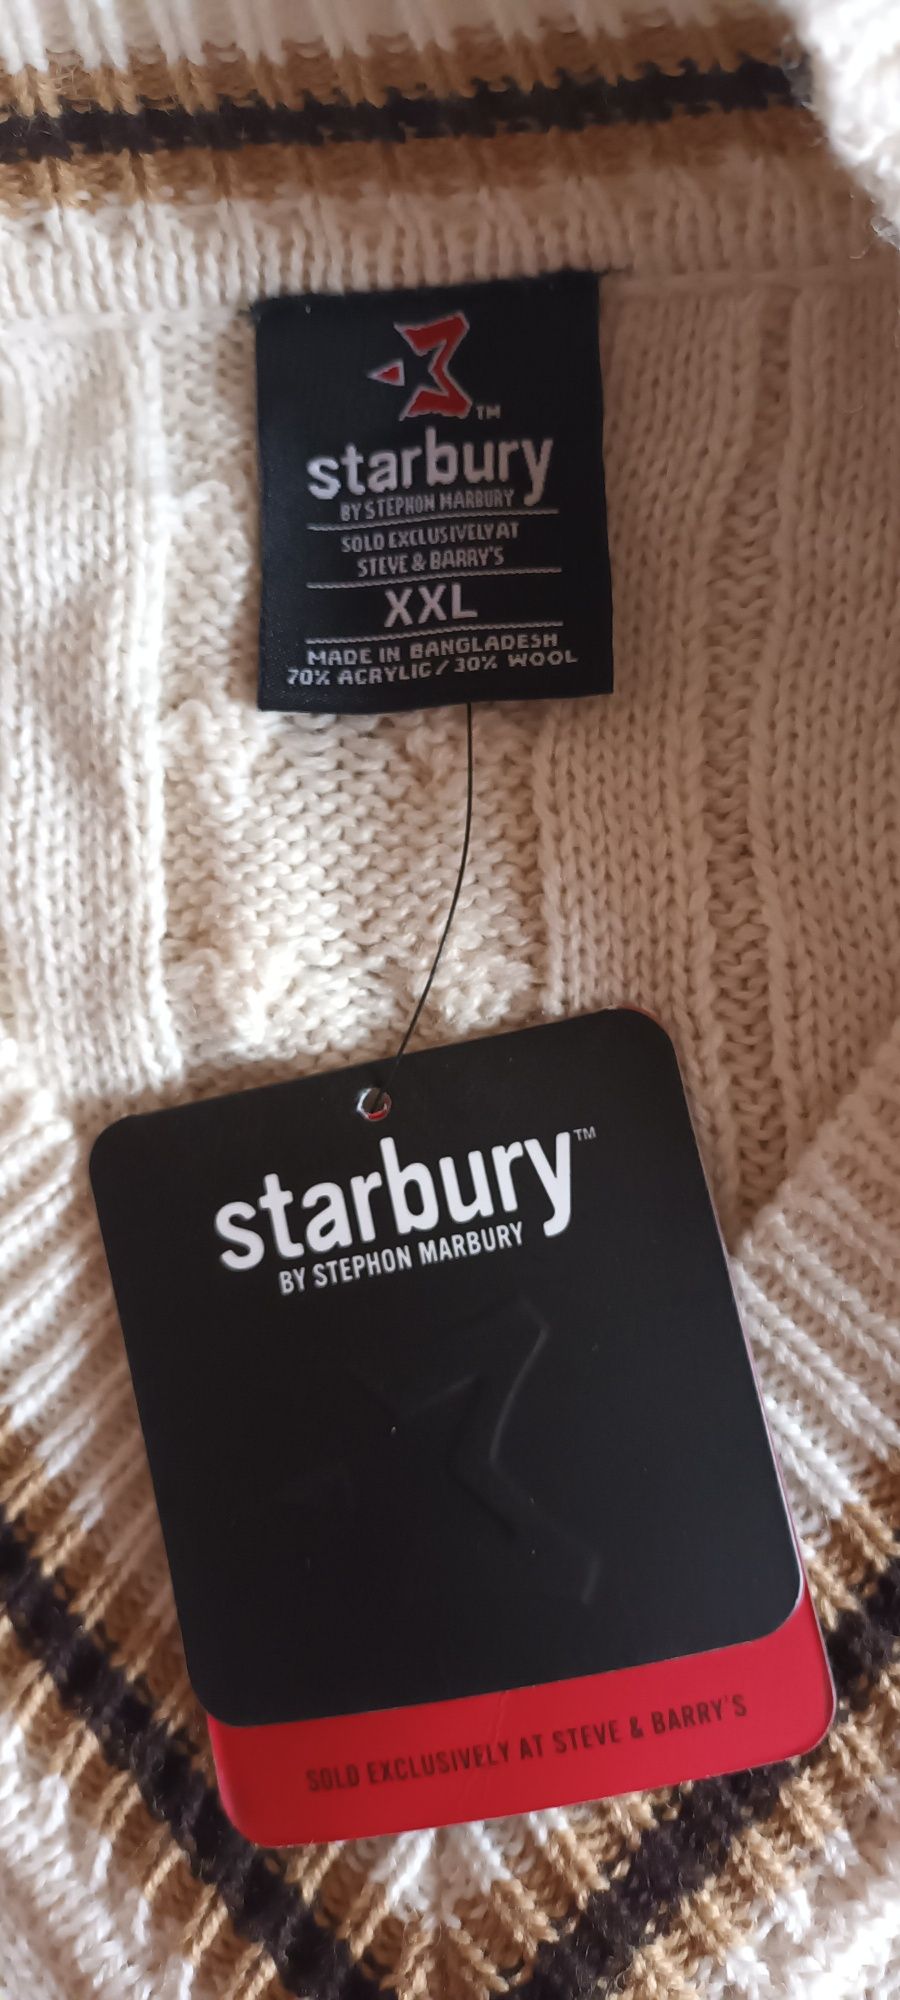 TM
starbury
BY STEPHON MARBURY
SOLD EXCLUSIVELY AT
STEVE & BARRY'S
XXL
MADE IN BANGLADESH
70% ACRYLIC/30% WOOL
starbury™
BY STEPHON MARBURY
SOLD EXCLUSIVELY AT STEVE & BARRY'S